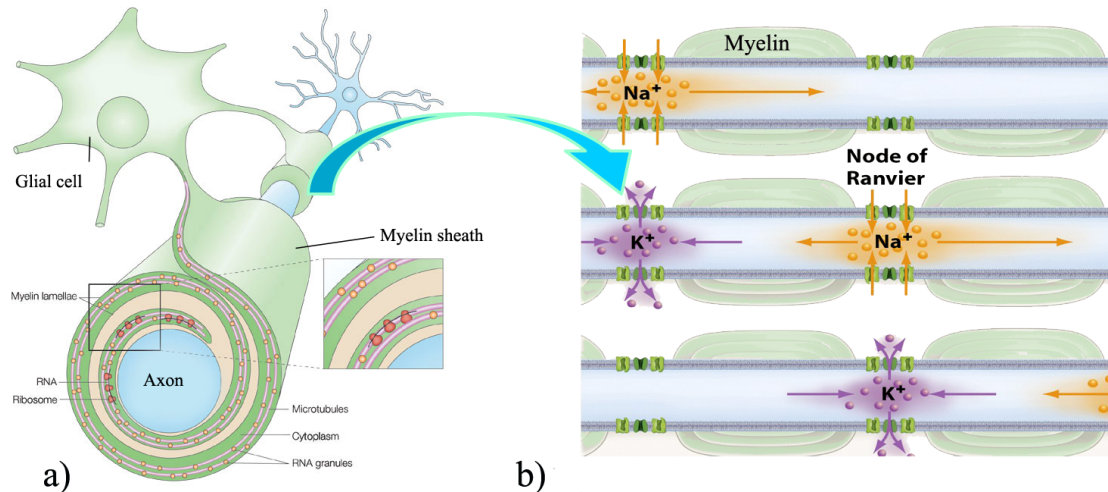 Glial cell
Myelin sheath
Myelin lamellae
RNA
Ribosome
Axon
Microtubules
Cytoplasm
RNA granules
a)
Myelin
Na+
Node of
Ranvier
K+
Na+
K+
b)